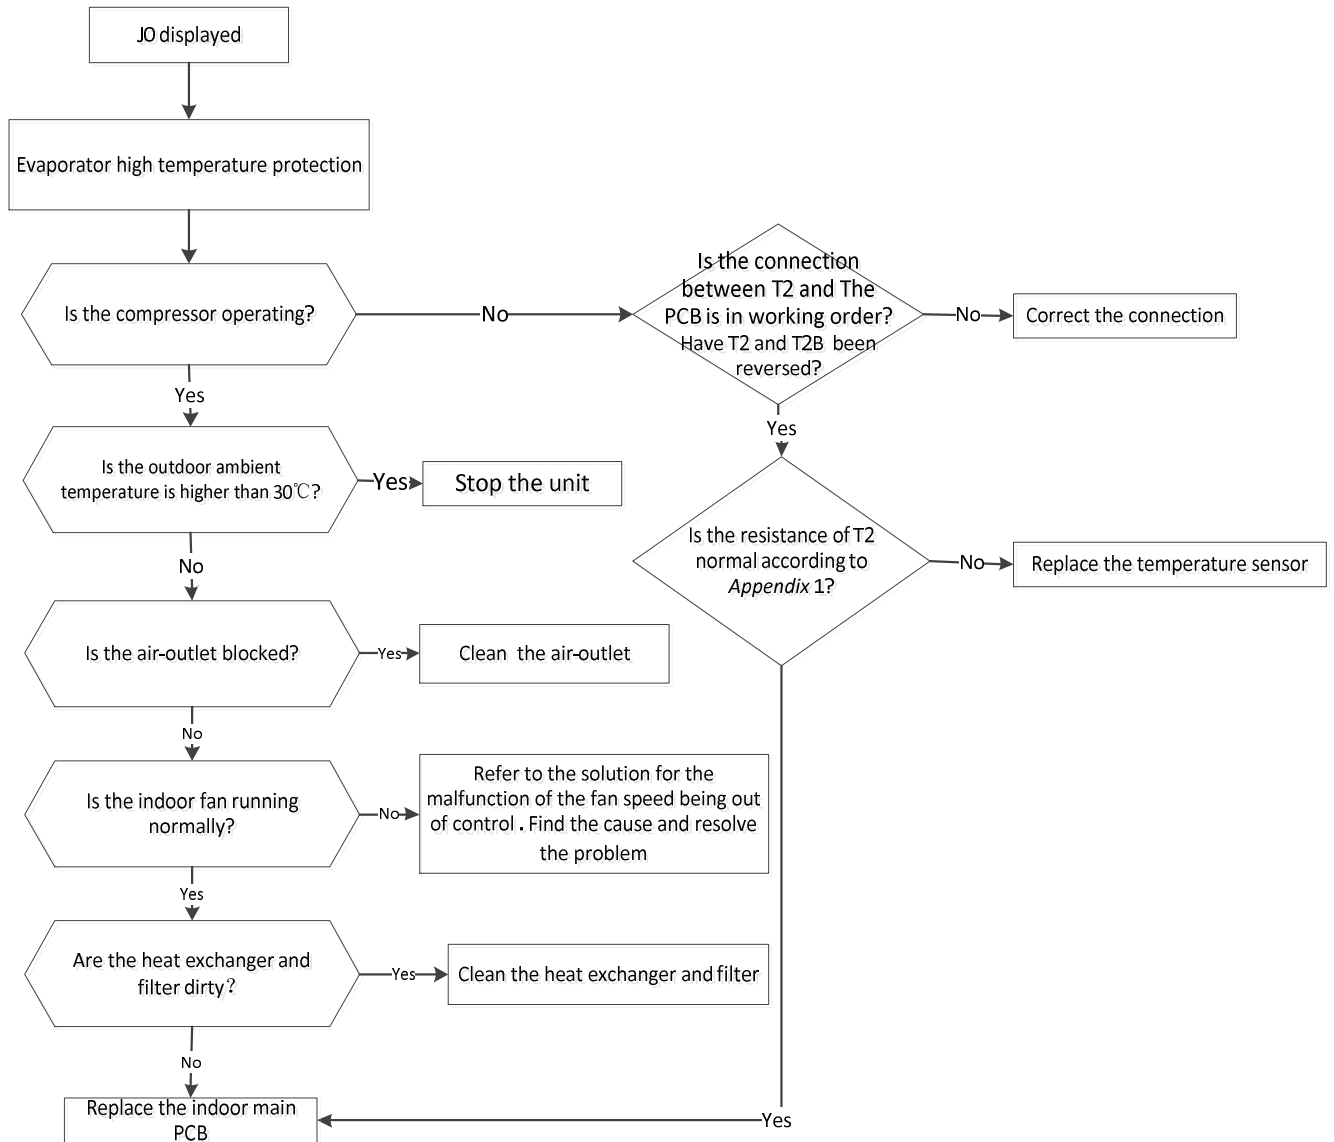 J0 displayed
Evaporator high temperature protection
Is the compressor operating?
No
Is the connection
between T2 and The
PCB is in working order?
Have T2 and T2B been
reversed?
No
Correct the connection
Yes
Yes
Is the outdoor ambient
temperature is higher than 30℃?
Yes
Stop the unit
No
Is the resistance of T2
normal according to
Appendix 1?
No
Replace the temperature sensor
Is the air-outlet blocked?
Yes
Clean the air-outlet
No
Is the indoor fan running
normally?
No
Refer to the solution for the
malfunction of the fan speed being out
of control . Find the cause and resolve
the problem
Yes
Are the heat exchanger and
filter dirty?
Yes
Clean the heat exchanger and filter
No
Replace the indoor main
PCB
Yes